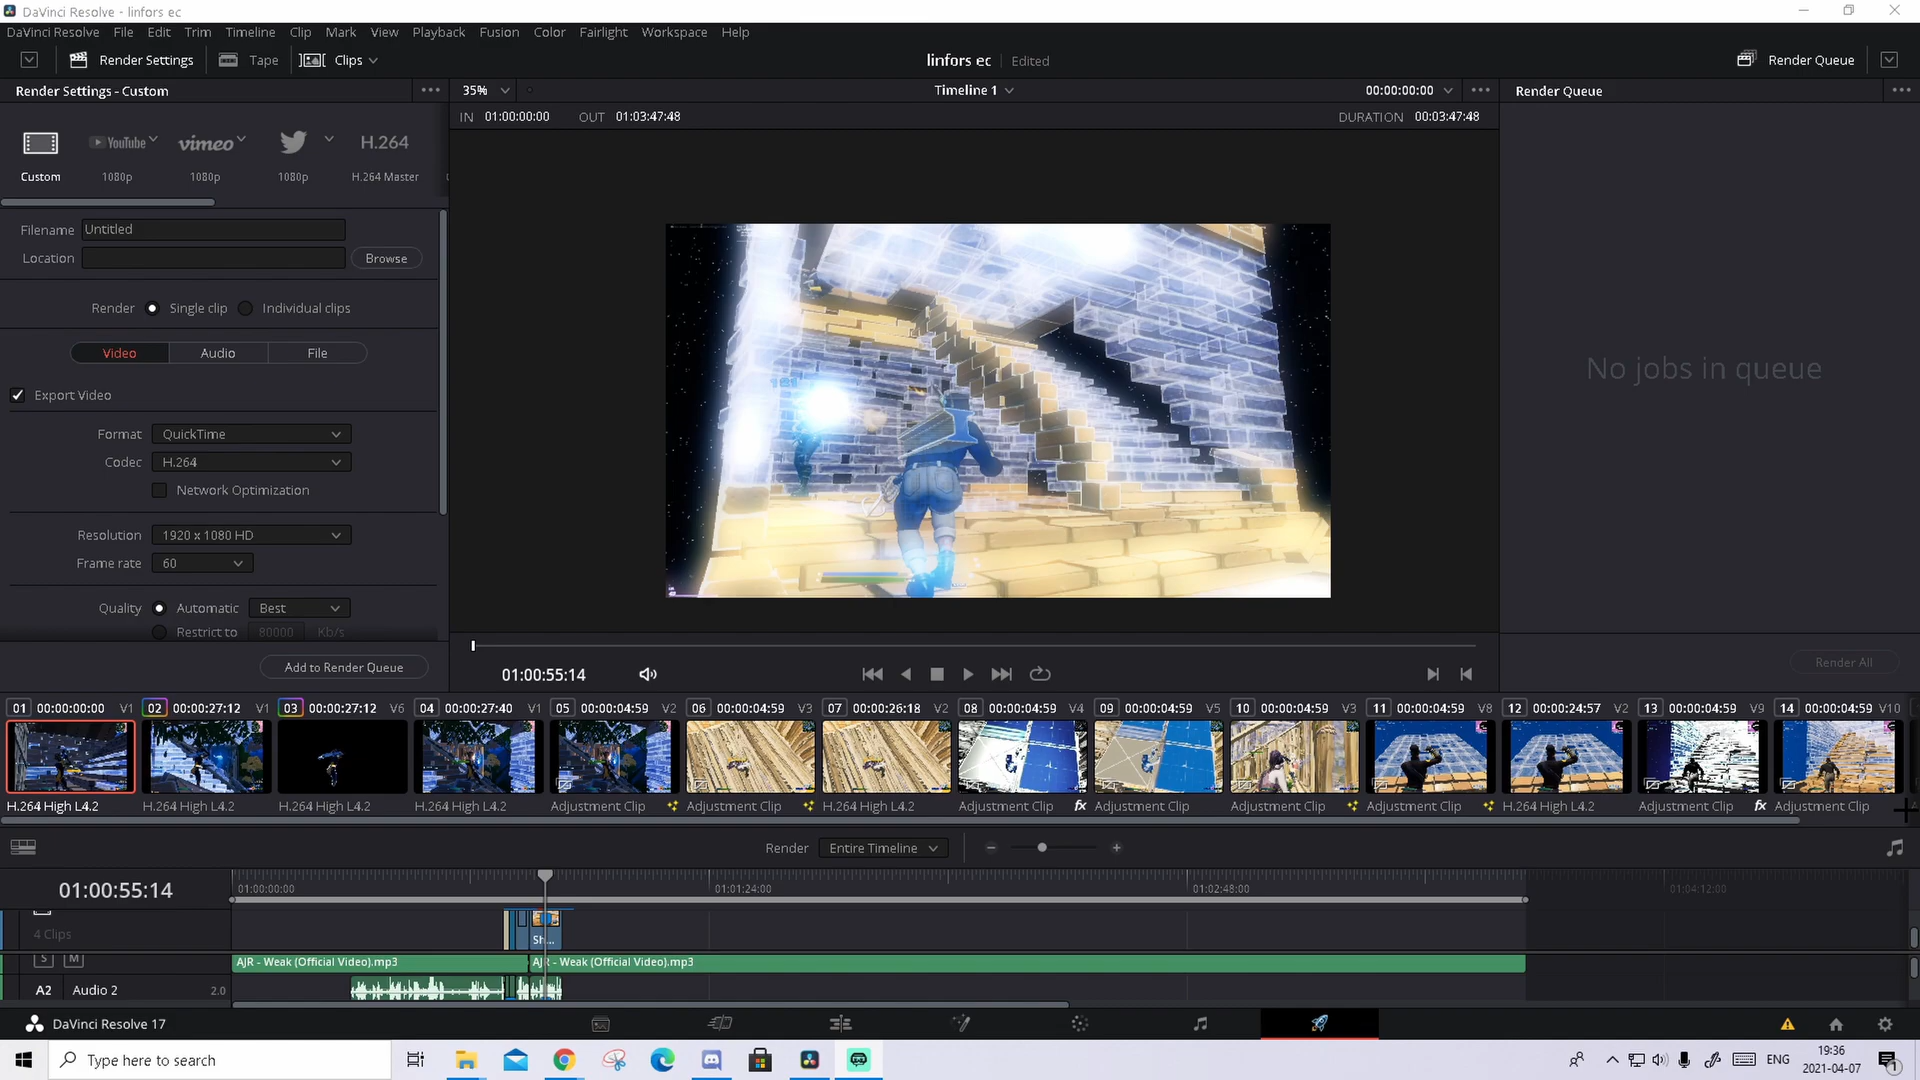 DaVinci Resolve - linfors ec
DaVinci Resolve File Edit Trim Timeline Clip Mark View Playback Fusion Color Fairlight Workspace Help
Render Settings Tape Clips linfors ec Edited Render Queue
Render Settings - Custom 35% Timeline 1 00:00:00:00 Render Queue
IN 01:00:00:00 OUT 01:03:47:48 DURATION 00:03:47:48
YouTube vimeo H.264
Custom 1080p 1080p 1080p H.264 Master
Filename Untitled
Location Browse
Render Single clip Individual clips
Video Audio File
No jobs in queue
Export Video
Format QuickTime
Codec H.264
Network Optimization
Resolution 1920 x 1080 HD
Frame rate 60
Quality Automatic Best
Restrict to 80000 Kb/s
Add to Render Queue
01:00:55:14
Render All
01 00:00:00:00 V1 02 00:00:27:12 V1 03 00:00:27:12 V6 04 00:00:27:40 V1 05 00:00:04:59 V2 06 00:00:04:59 V3 07 00:00:26:18 V2 08 00:00:04:59 V4 09 00:00:04:59 V5 10 00:00:04:59 V3 11 00:00:04:59 V8 12 00:00:24:57 V2 13 00:00:04:59 V9 14 00:00:04:59 V10
H.264 High L4.2 H.264 High L4.2 H.264 High L4.2 H.264 High L4.2 Adjustment Clip Adjustment Clip H.264 High L4.2 Adjustment Clip fx Adjustment Clip Adjustment Clip Adjustment Clip H.264 High L4.2 Adjustment Clip fx Adjustment Clip
Render Entire Timeline
01:00:55:14 01:00:00:00 01:01:24:00 01:02:48:00 01:04:12:00
4 Clips Sh...
S M AJR - Weak (Official Video).mp3 AJR - Weak (Official Video).mp3
A2 Audio 2 2.0
DaVinci Resolve 17
Type here to search ENG 19:36
2021-04-07 1